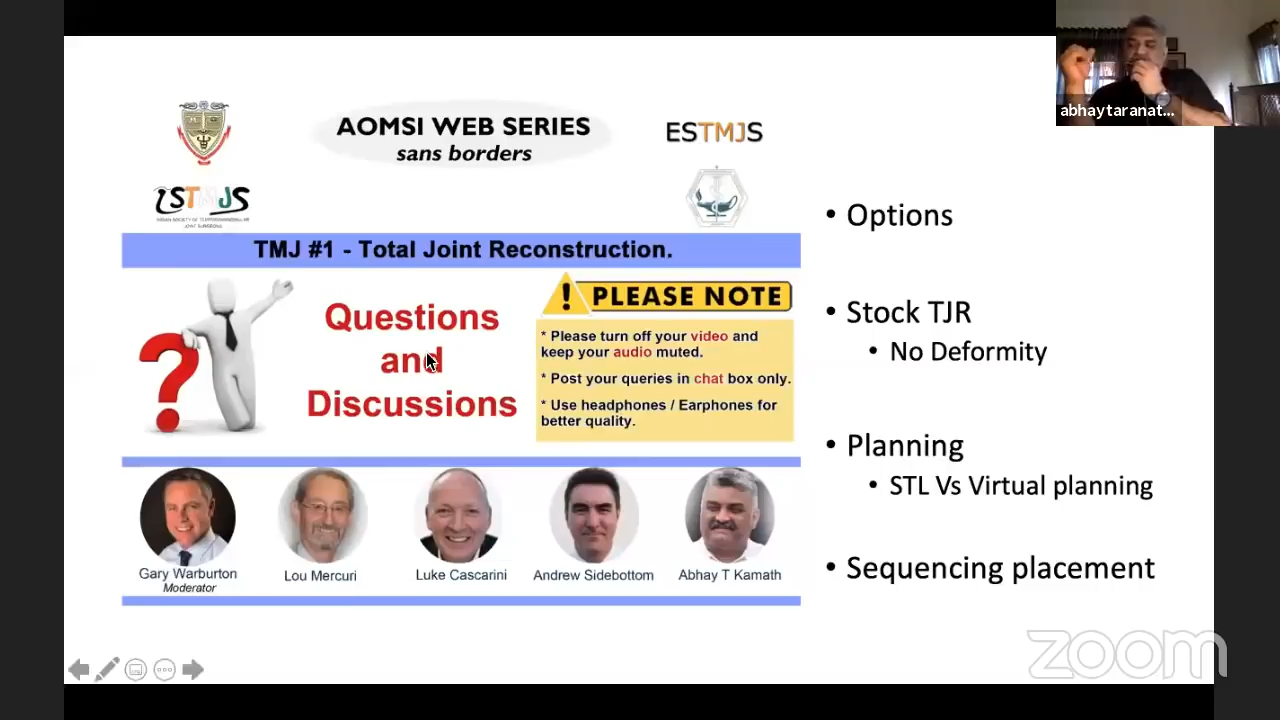 abhaytaranat...
AOMSI WEB SERIES
sans borders
ESTMJS
ISTMJS
TMJ #1 - Total Joint Reconstruction.
Questions
and
Discussions
?
! PLEASE NOTE
* Please turn off your video and
keep your audio muted.
* Post your queries in chat box only.
* Use headphones / Earphones for
better quality.
Gary Warburton
Moderator
Lou Mercuri
Luke Cascarini
Andrew Sidebottom
Abhay T Kamath
• Options
• Stock TJR
• No Deformity
• Planning
• STL Vs Virtual planning
• Sequencing placement
zoom